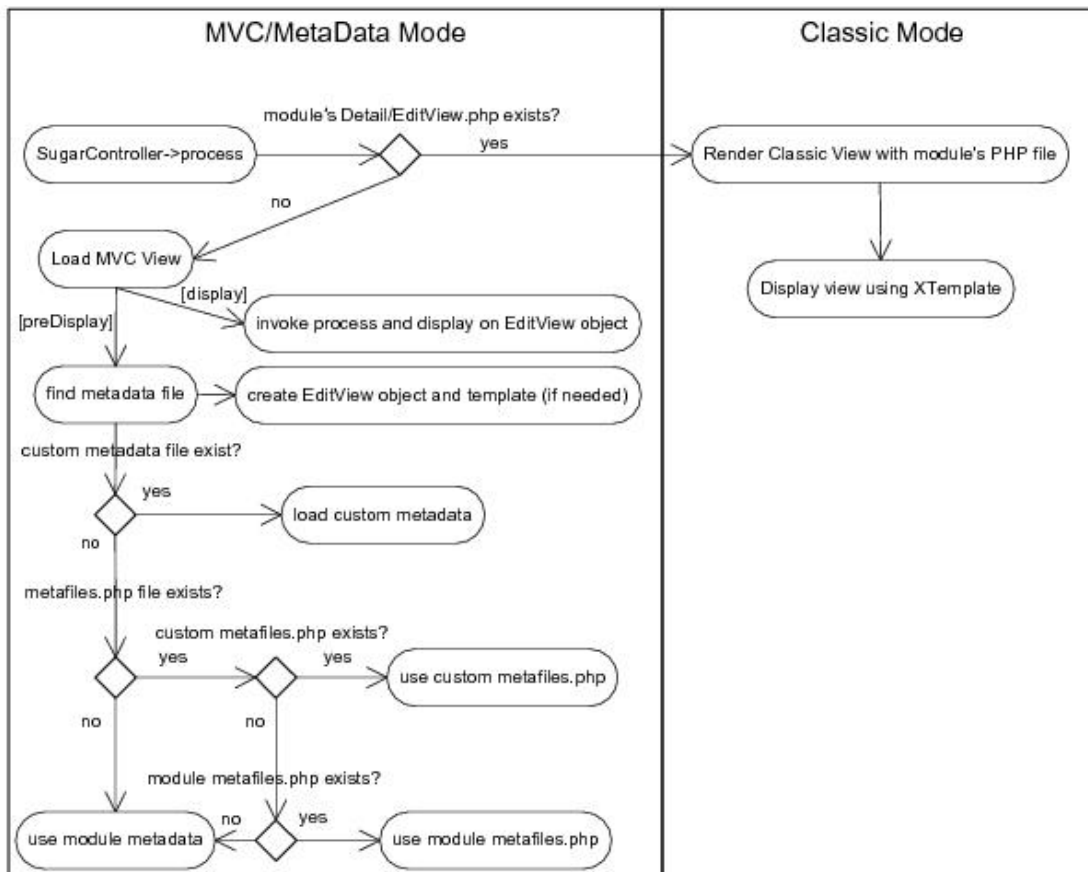 MVC/MetaData Mode
Classic Mode
module's Detail/EditView.php exists?
SugarController->process
yes
Render Classic View with module's PHP file
no
Load MVC View
[display]
Display view using XTemplate
[preDisplay]
invoke process and display on EditView object
find metadata file
create EditView object and template (if needed)
custom metadata file exist?
yes
load custom metadata
no
metafiles.php file exists?
custom metafiles.php exists?
yes
yes
use custom metafiles.php
no
no
module metafiles.php exists?
use module metadata
no
yes
use module metafiles.php